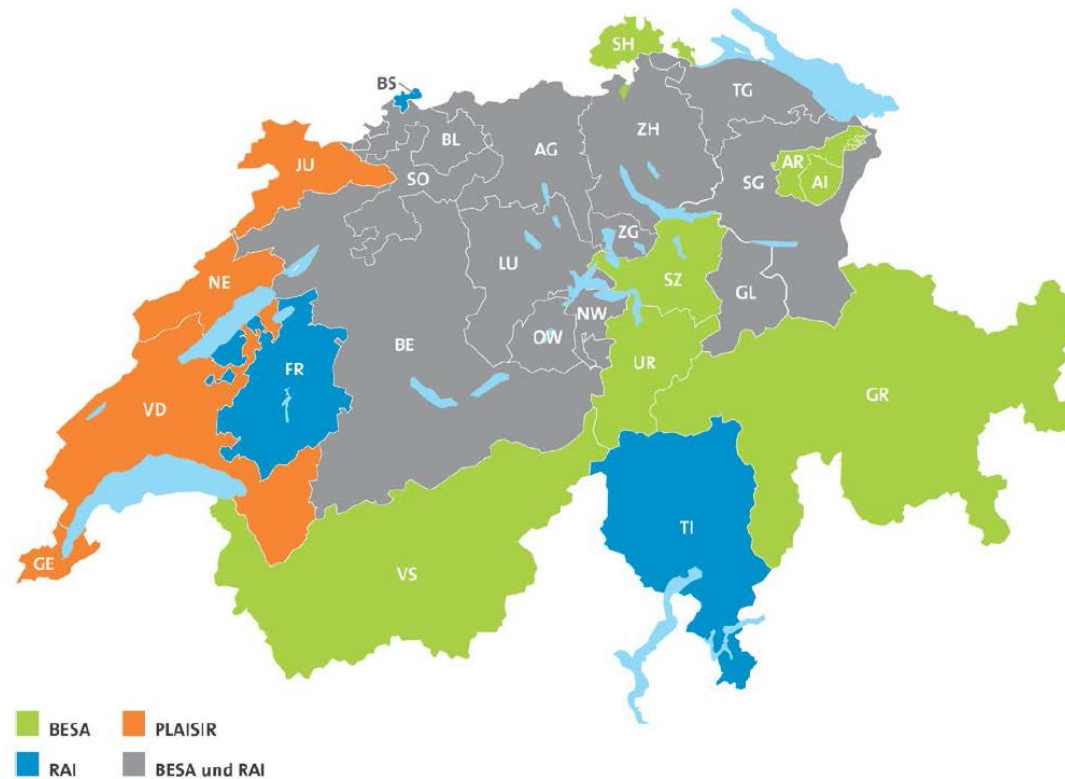 SH
BS
TG
BL
ZH
AG
JU
AR
SO
SG
AI
ZG
LU
NE
SZ
GL
NW
OW
BE
UR
FR
GR
VD
TI
GE
VS
BESA
PLAISIR
RAI
BESA und RAI